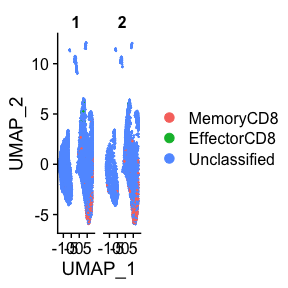 1 2
UMAP_2
10
5
0
-5
MemoryCD8
EffectorCD8
Unclassified
UMAP_1